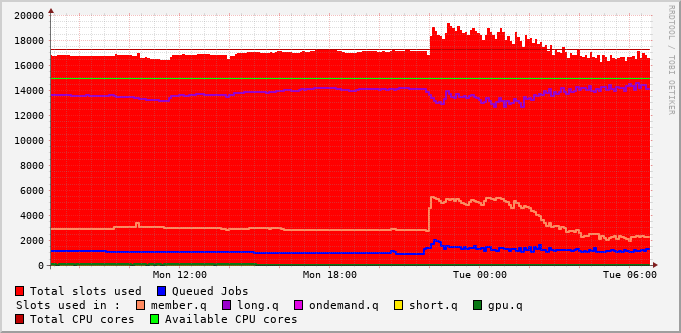 20000
18000
16000
14000
12000
10000
8000
6000
4000
2000
0
Mon 12:00 Mon 18:00 Tue 00:00 Tue 06:00
RRDTOOL / TOBI OETIKER
Total slots used Queued Jobs
Slots used in : member.q long.q ondemand.q short.q gpu.q
Total CPU cores Available CPU cores